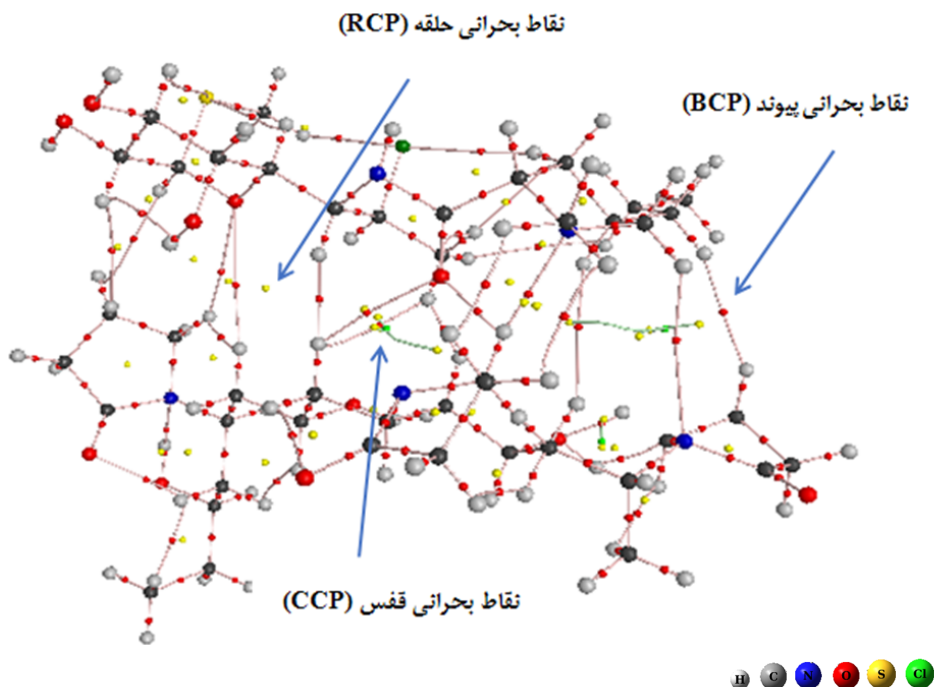 نقاط بحرانی حلقه (RCP)
نقاط بحرانی پیوند (BCP)
نقاط بحرانی قفس (CCP)
H C N O S Cl